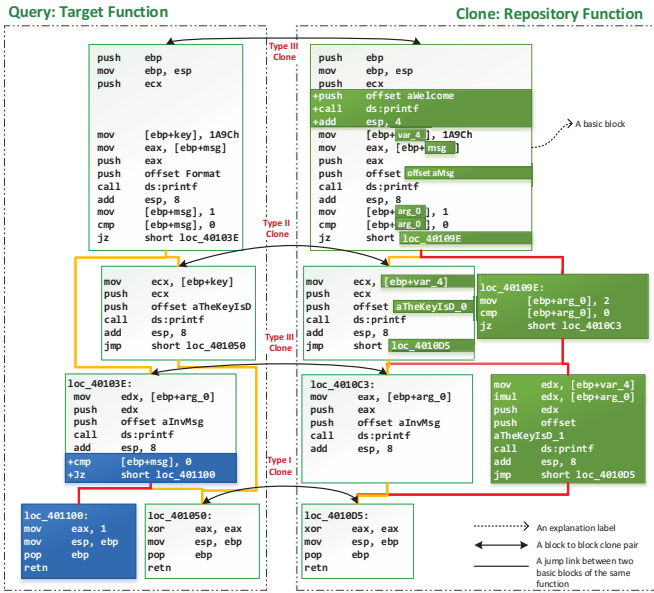 Query: Target Function
Clone: Repository Function
Type III
Clone
push ebp
mov ebp, esp
push ecx
mov [ebp+key], 1A9Ch
mov eax, [ebp+msg]
push eax
push offset Format
call ds:printf
add esp, 8
mov [ebp+msg], 1
cmp [ebp+msg], 0
jz short loc_40103E
push ebp
mov ebp, esp
push ecx
+push offset aWelcome
+call ds:printf
+add esp, 4
mov [ebp+var_4], 1A9Ch
mov eax, [ebp+msg ]
push eax
push offset offset aMsg
call ds:printf
add esp, 8
mov [ebp+arg_0], 1
cmp [ebp+arg_0], 0
jz short loc_40109E
A basic block
Type II
Clone
mov ecx, [ebp+key]
push ecx
push offset aTheKeyIsD
call ds:printf
add esp, 8
jmp short loc_401050
mov ecx, [ebp+var_4]
push ecx
push offset aTheKeyIsD_0
call ds:printf
add esp, 8
jmp short loc_4010D5
loc_40109E:
mov [ebp+arg_0], 2
cmp [ebp+arg_0], 0
jz short loc_4010C3
Type III
Clone
loc_40103E:
mov edx, [ebp+arg_0]
push edx
push offset aInvMsg
call ds:printf
add esp, 8
+cmp [ebp+msg], 0
+Jz short loc_401100
loc_4010C3:
mov eax, [ebp+arg_0]
push eax
push offset aInvMsg
call ds:printf
add esp, 8
mov edx, [ebp+var_4]
imul edx, [ebp+arg_0]
push edx
push offset
aTheKeyIsD_1
call ds:printf
add esp, 8
jmp short loc_4010D5
Type I
Clone
loc_401100:
mov eax, 1
mov esp, ebp
pop ebp
retn
loc_401050:
xor eax, eax
mov esp, ebp
pop ebp
retn
loc_4010D5:
xor eax, eax
mov esp, ebp
pop ebp
retn
An explanation label
A block to block clone pair
A jump link between two
basic blocks of the same
function